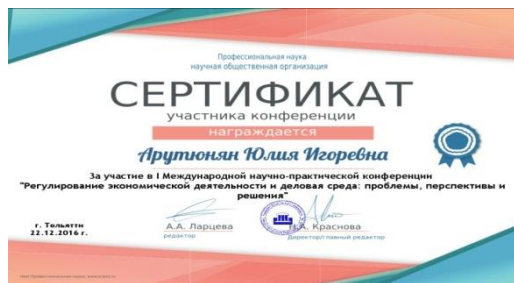 Профессиональная наука
научная общественная организация
СЕРТИФИКАТ
участника конференции
награждается
Арутюнян Юлия Игоревна
За участие в I Международной научно-практической конференции
"Регулирование экономической деятельности и деловая среда: проблемы, перспективы и
решения"
г. Тольятти
22.12.2016 г.
А.А. Ларцева
редактор
Н.А. Краснова
Директор/главный редактор